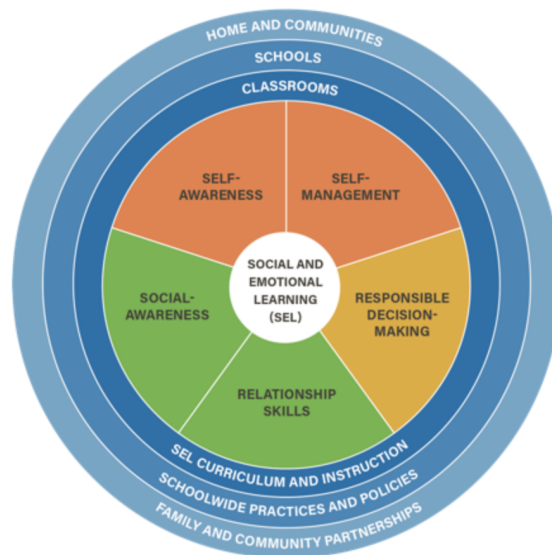 HOME AND COMMUNITIES
SCHOOLS
CLASSROOMS
SELF-
AWARENESS
SELF-
MANAGEMENT
SOCIAL AND
EMOTIONAL
LEARNING
(SEL)
SOCIAL-
AWARENESS
RESPONSIBLE
DECISION-
MAKING
RELATIONSHIP
SKILLS
SEL CURRICULUM AND INSTRUCTION
SCHOOLWIDE PRACTICES AND POLICIES
FAMILY AND COMMUNITY PARTNERSHIPS